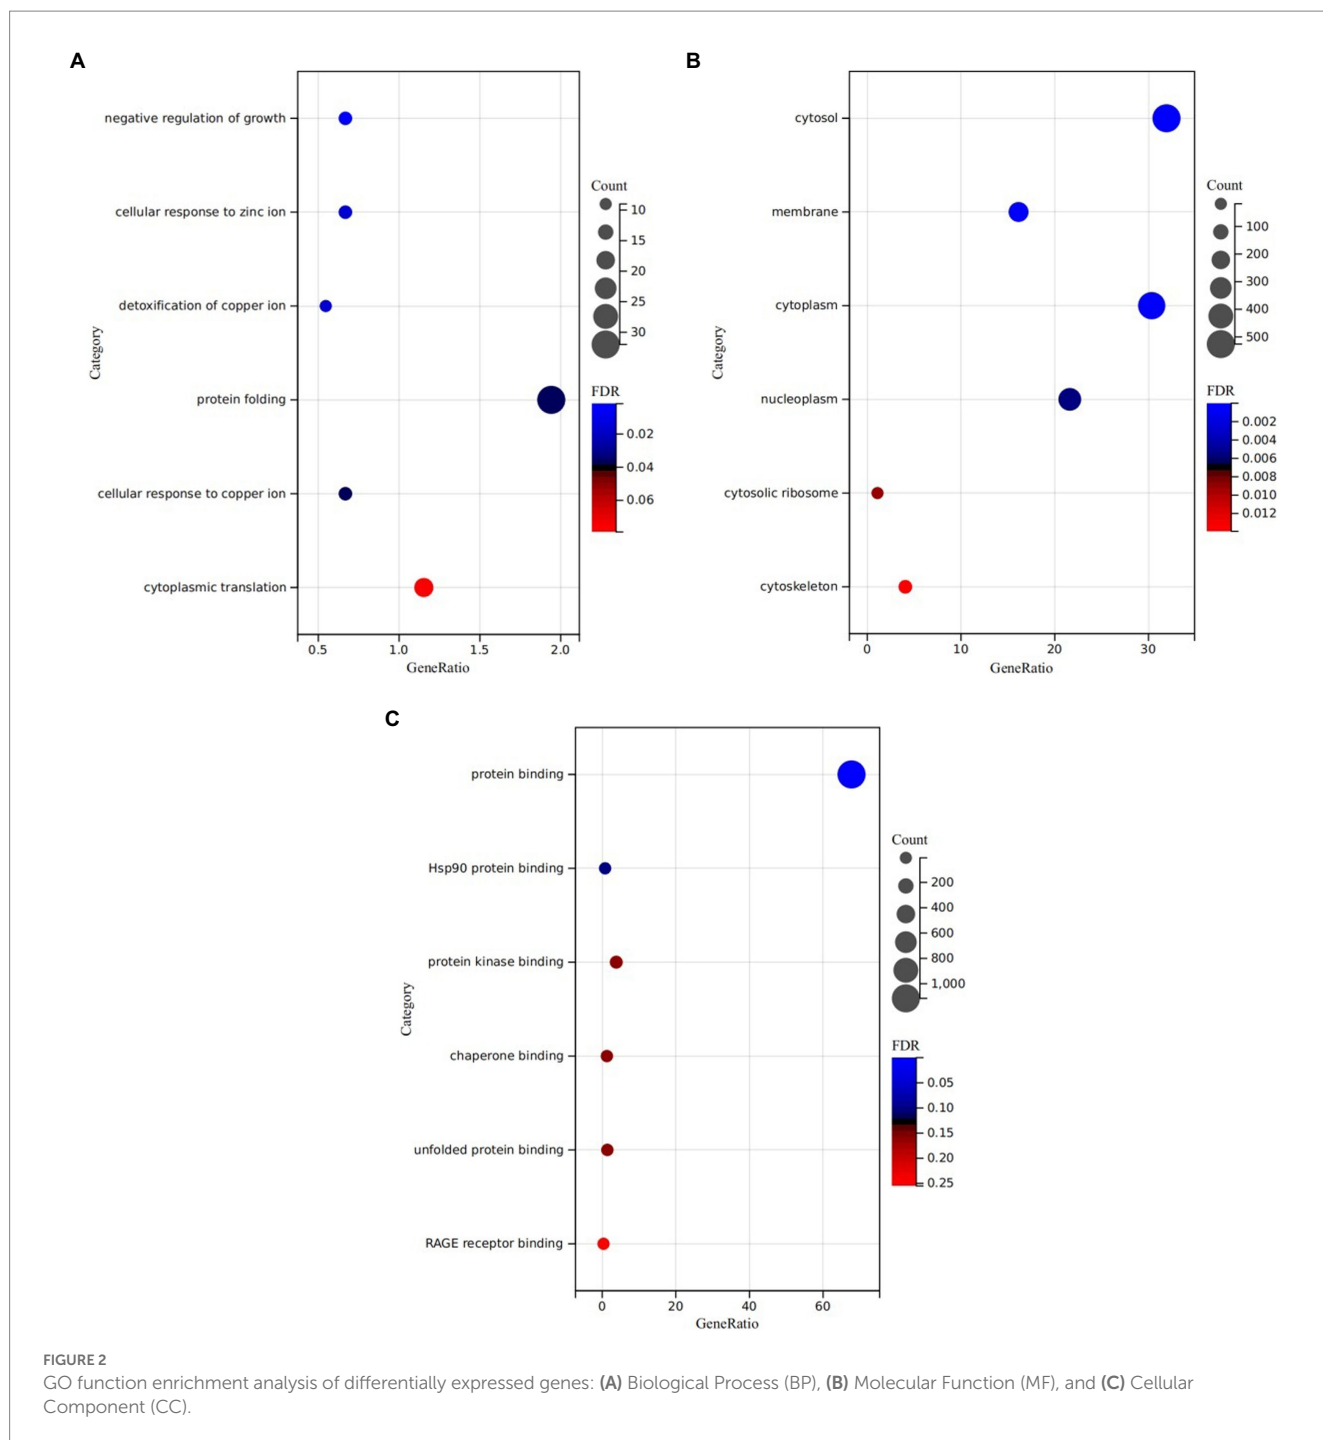 A
negative regulation of growth
cellular response to zinc ion
detoxification of copper ion
protein folding
cellular response to copper ion
cytoplasmic translation
Category
0.5 1.0 1.5 2.0
GeneRatio
Count
10
15
20
25
30
FDR
0.02
0.04
0.06
B
cytosol
membrane
cytoplasm
nucleoplasm
cytosolic ribosome
cytoskeleton
Category
0 10 20 30
GeneRatio
Count
100
200
300
400
500
FDR
0.002
0.004
0.006
0.008
0.010
0.012
C
protein binding
Hsp90 protein binding
protein kinase binding
chaperone binding
unfolded protein binding
RAGE receptor binding
Category
0 20 40 60
GeneRatio
Count
200
400
600
800
1,000
FDR
0.05
0.10
0.15
0.20
0.25
FIGURE 2
GO function enrichment analysis of differentially expressed genes: (A) Biological Process (BP), (B) Molecular Function (MF), and (C) Cellular
Component (CC).